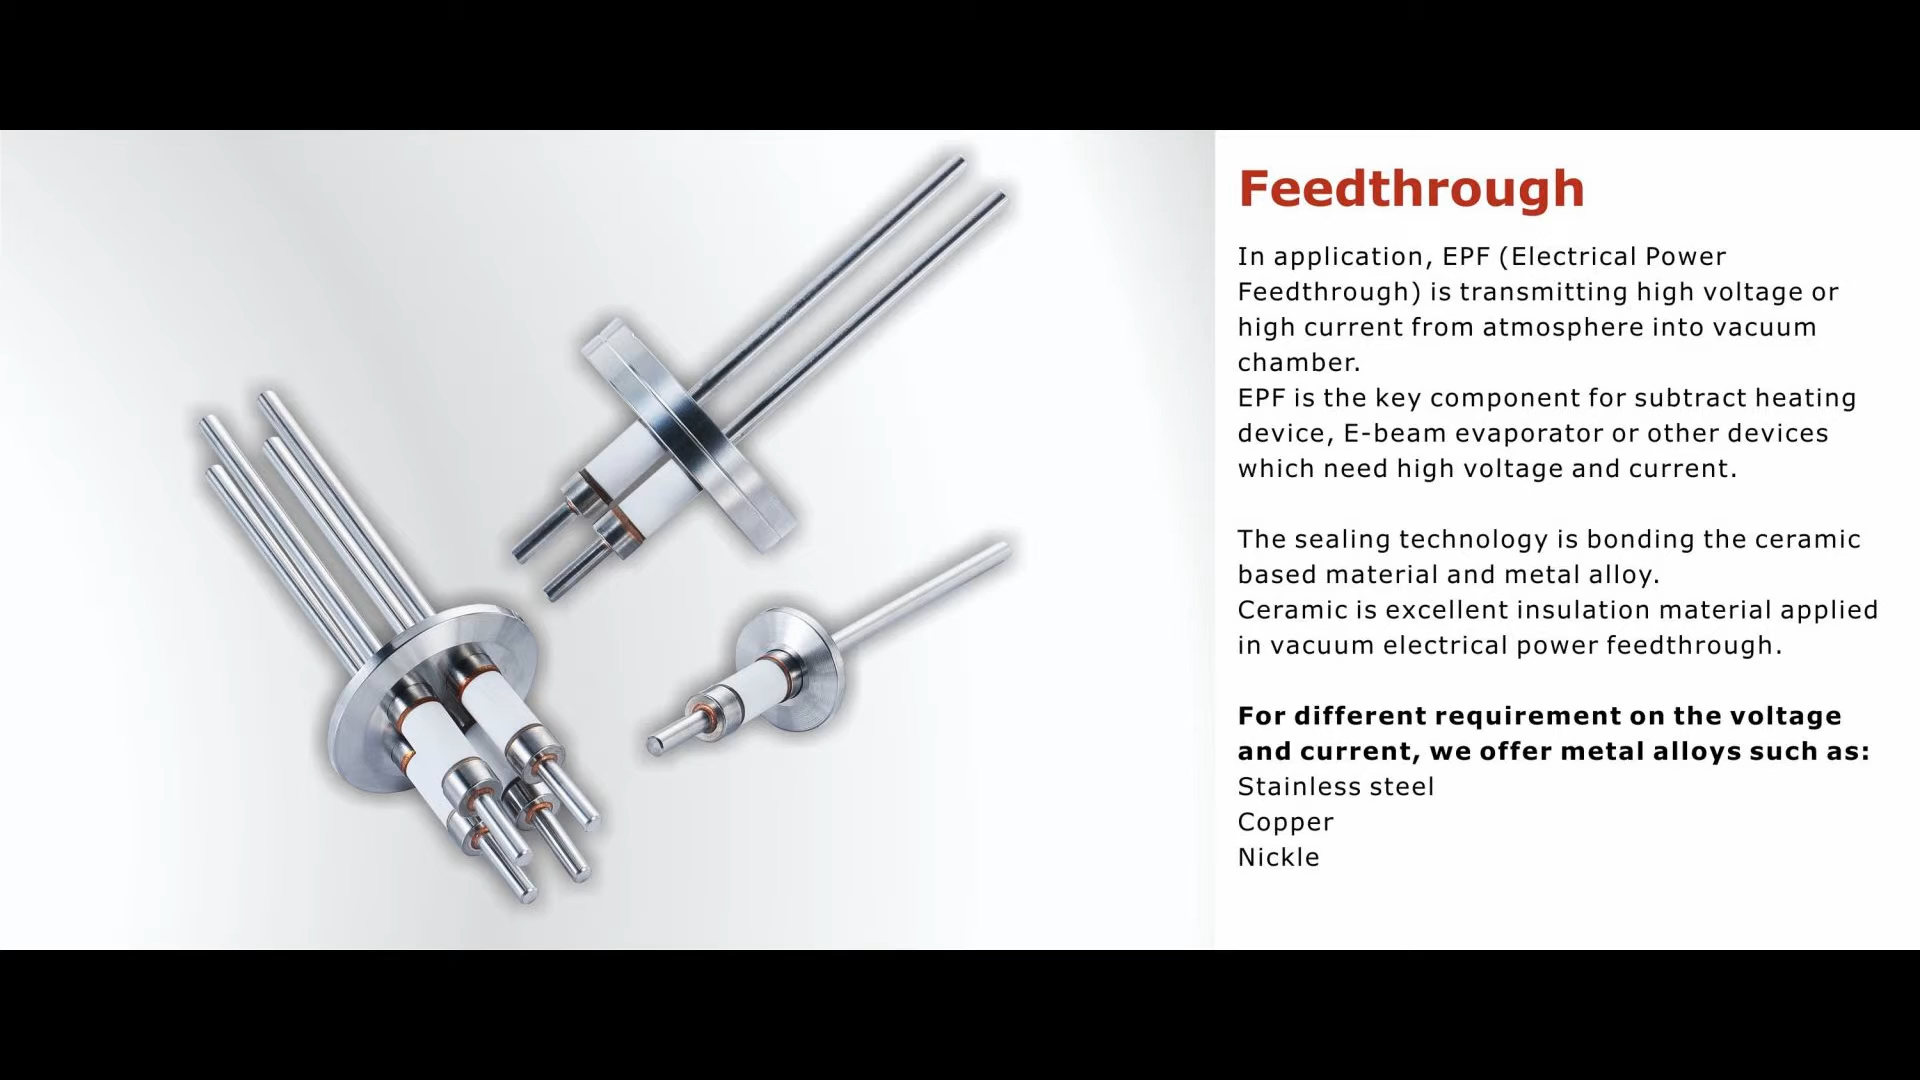 Feedthrough
In application, EPF (Electrical Power
Feedthrough) is transmitting high voltage or
high current from atmosphere into vacuum
chamber.
EPF is the key component for subtract heating
device, E-beam evaporator or other devices
which need high voltage and current.
The sealing technology is bonding the ceramic
based material and metal alloy.
Ceramic is excellent insulation material applied
in vacuum electrical power feedthrough.
For different requirement on the voltage
and current, we offer metal alloys such as:
Stainless steel
Copper
Nickle